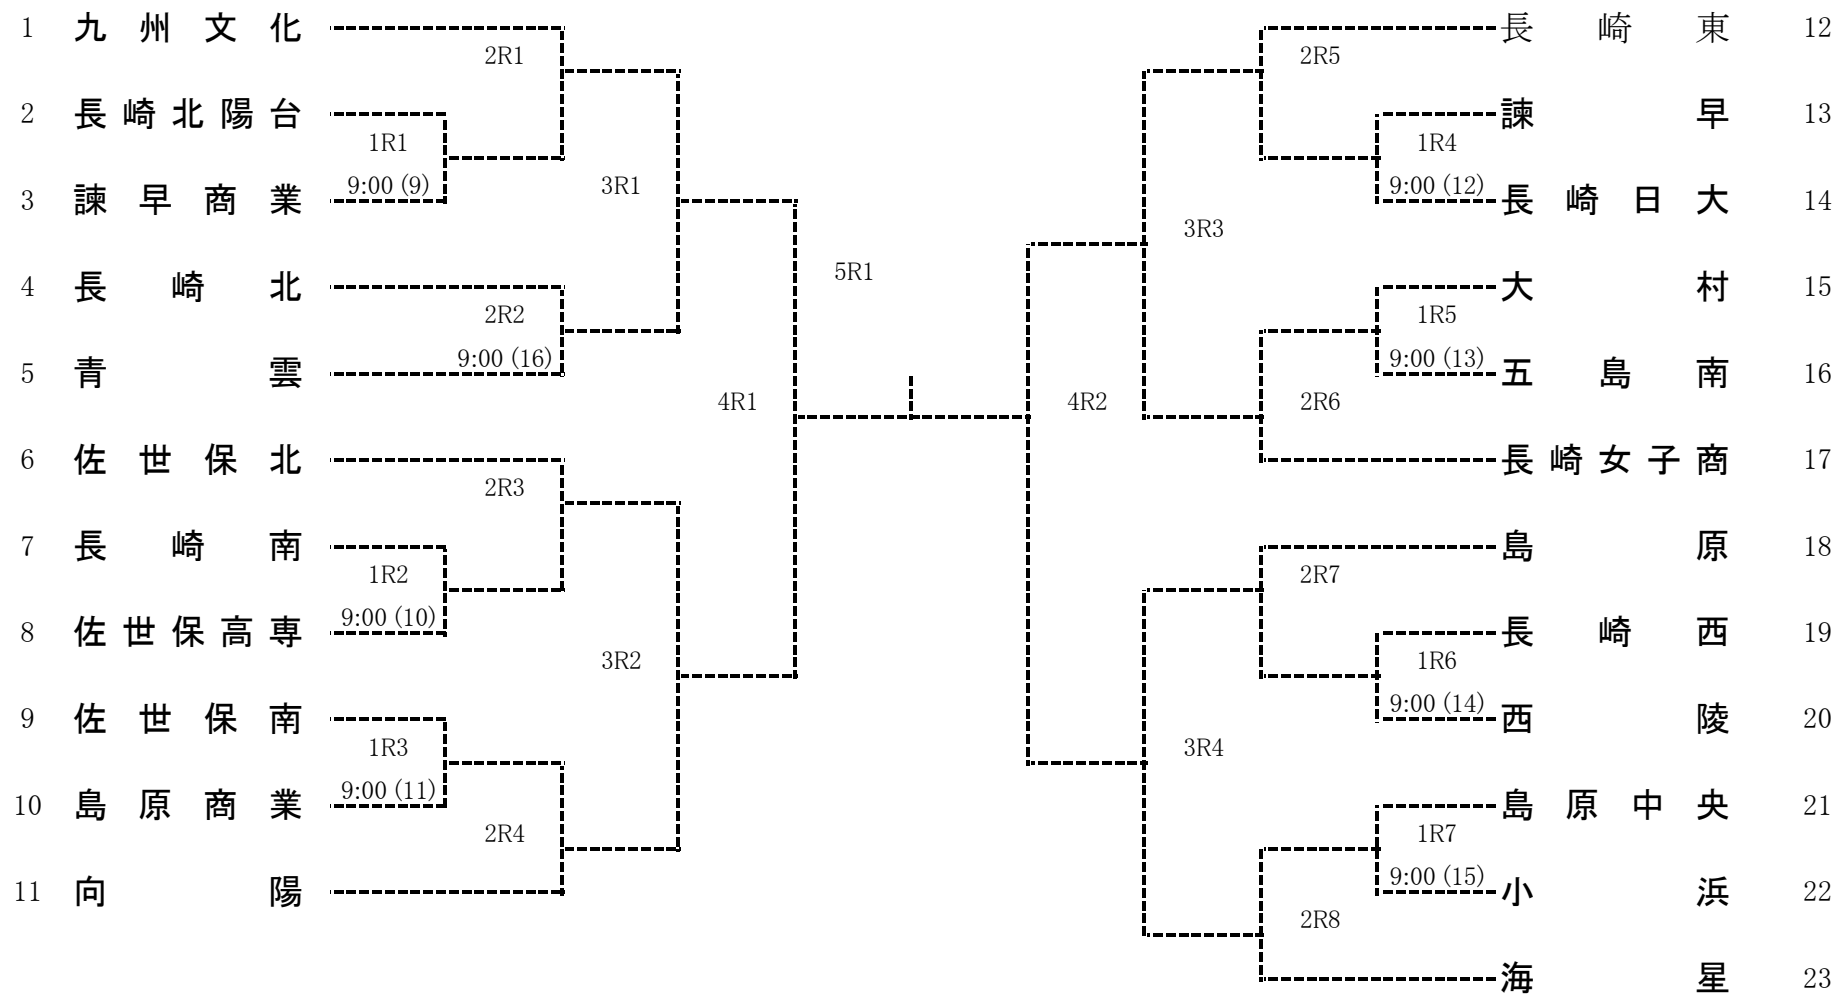 1 九州文化
2R1
2 長崎北陽台
1R1
9:00 (9)
3 諫早商業
3R1
4 長崎北
2R2
9:00 (16)
5 青雲
4R1
6 佐世保北
2R3
7 長崎南
1R2
9:00 (10)
8 佐世保高専
3R2
9 佐世保南
1R3
9:00 (11)
10 島原商業
2R4
11 向陽
5R1
長崎東 12
2R5
諫早 13
1R4
9:00 (12)
長崎日大 14
3R3
大村 15
1R5
9:00 (13)
五島南 16
4R2
2R6
長崎女子商 17
島原 18
2R7
長崎西 19
1R6
9:00 (14)
西陵 20
3R4
島原中央 21
1R7
9:00 (15)
小浜 22
2R8
海星 23